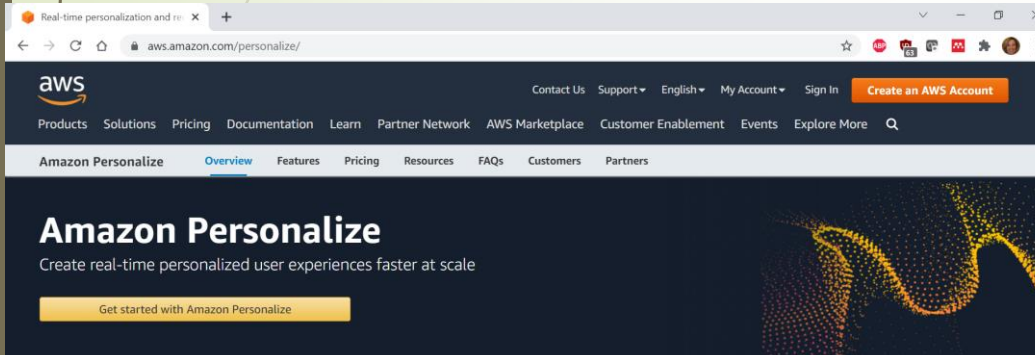 Real-time personalization and re
aws.amazon.com/personalize/
ABP
63
aws
Contact Us Support English My Account Sign In Create an AWS Account
Products Solutions Pricing Documentation Learn Partner Network AWS Marketplace Customer Enablement Events Explore More
Amazon Personalize Overview Features Pricing Resources FAQs Customers Partners
Amazon Personalize
Create real-time personalized user experiences faster at scale
Get started with Amazon Personalize